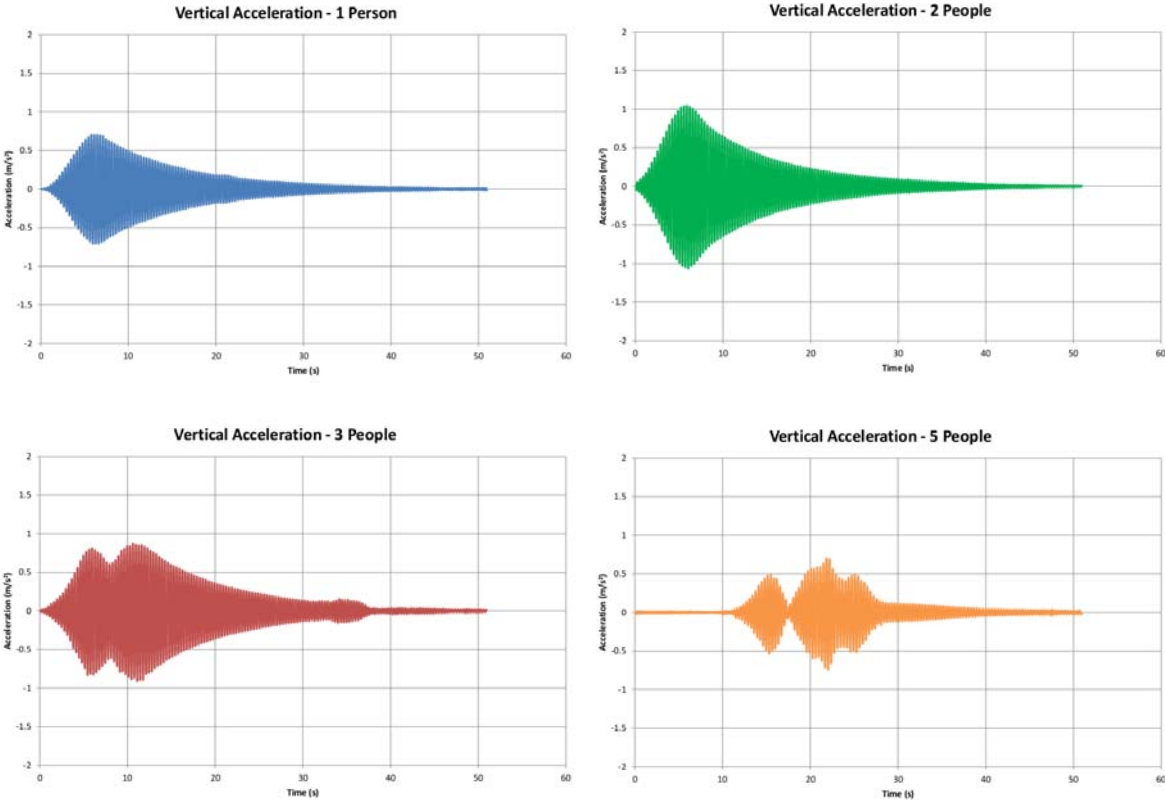 Vertical Acceleration - 1 Person
2
1.5
1
0.5
0
-0.5
-1
-1.5
-2
Acceleration (m/s²)
0 10 20 30 40 50 60
Time (s)
Vertical Acceleration - 2 People
2
1.5
1
0.5
0
-0.5
-1
-1.5
-2
Acceleration (m/s²)
0 10 20 30 40 50 60
Time (s)
Vertical Acceleration - 3 People
2
1.5
1
0.5
0
-0.5
-1
-1.5
-2
Acceleration (m/s²)
0 10 20 30 40 50 60
Time (s)
Vertical Acceleration - 5 People
2
1.5
1
0.5
0
-0.5
-1
-1.5
-2
Acceleration (m/s²)
0 10 20 30 40 50 60
Time (s)